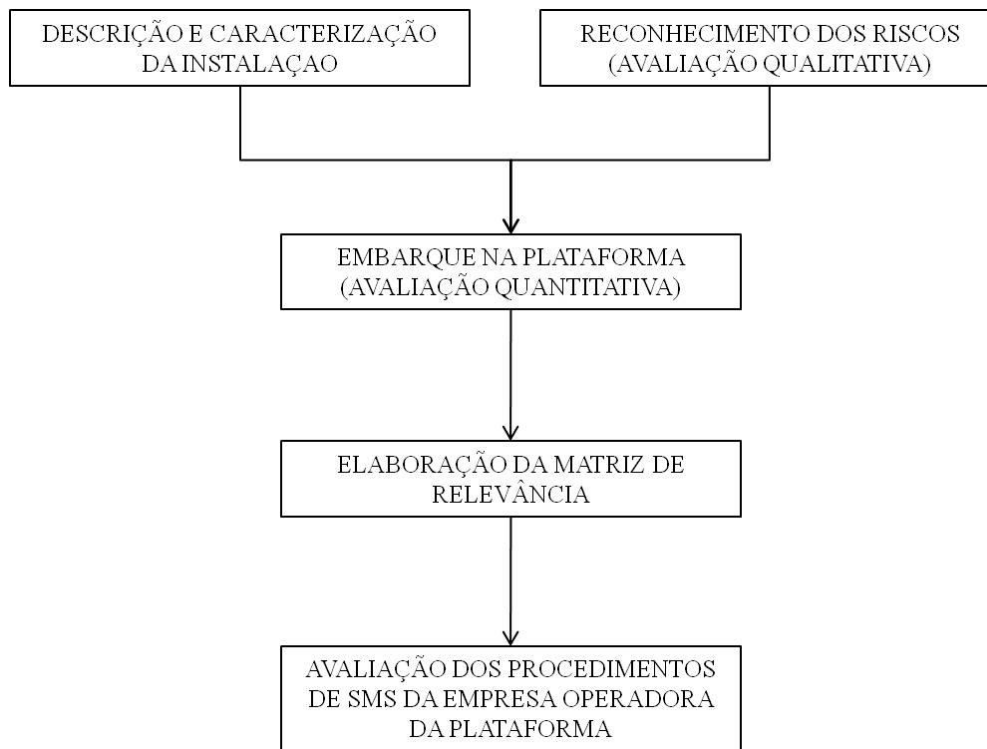 DESCRIÇÃO E CARACTERIZAÇÃO
DA INSTALAÇAO
RECONHECIMENTO DOS RISCOS
(AVALIAÇÃO QUALITATIVA)
EMBARQUE NA PLATAFORMA
(AVALIAÇÃO QUANTITATIVA)
ELABORAÇÃO DA MATRIZ DE
RELEVÂNCIA
AVALIAÇÃO DOS PROCEDIMENTOS
DE SMS DA EMPRESA OPERADORA
DA PLATAFORMA